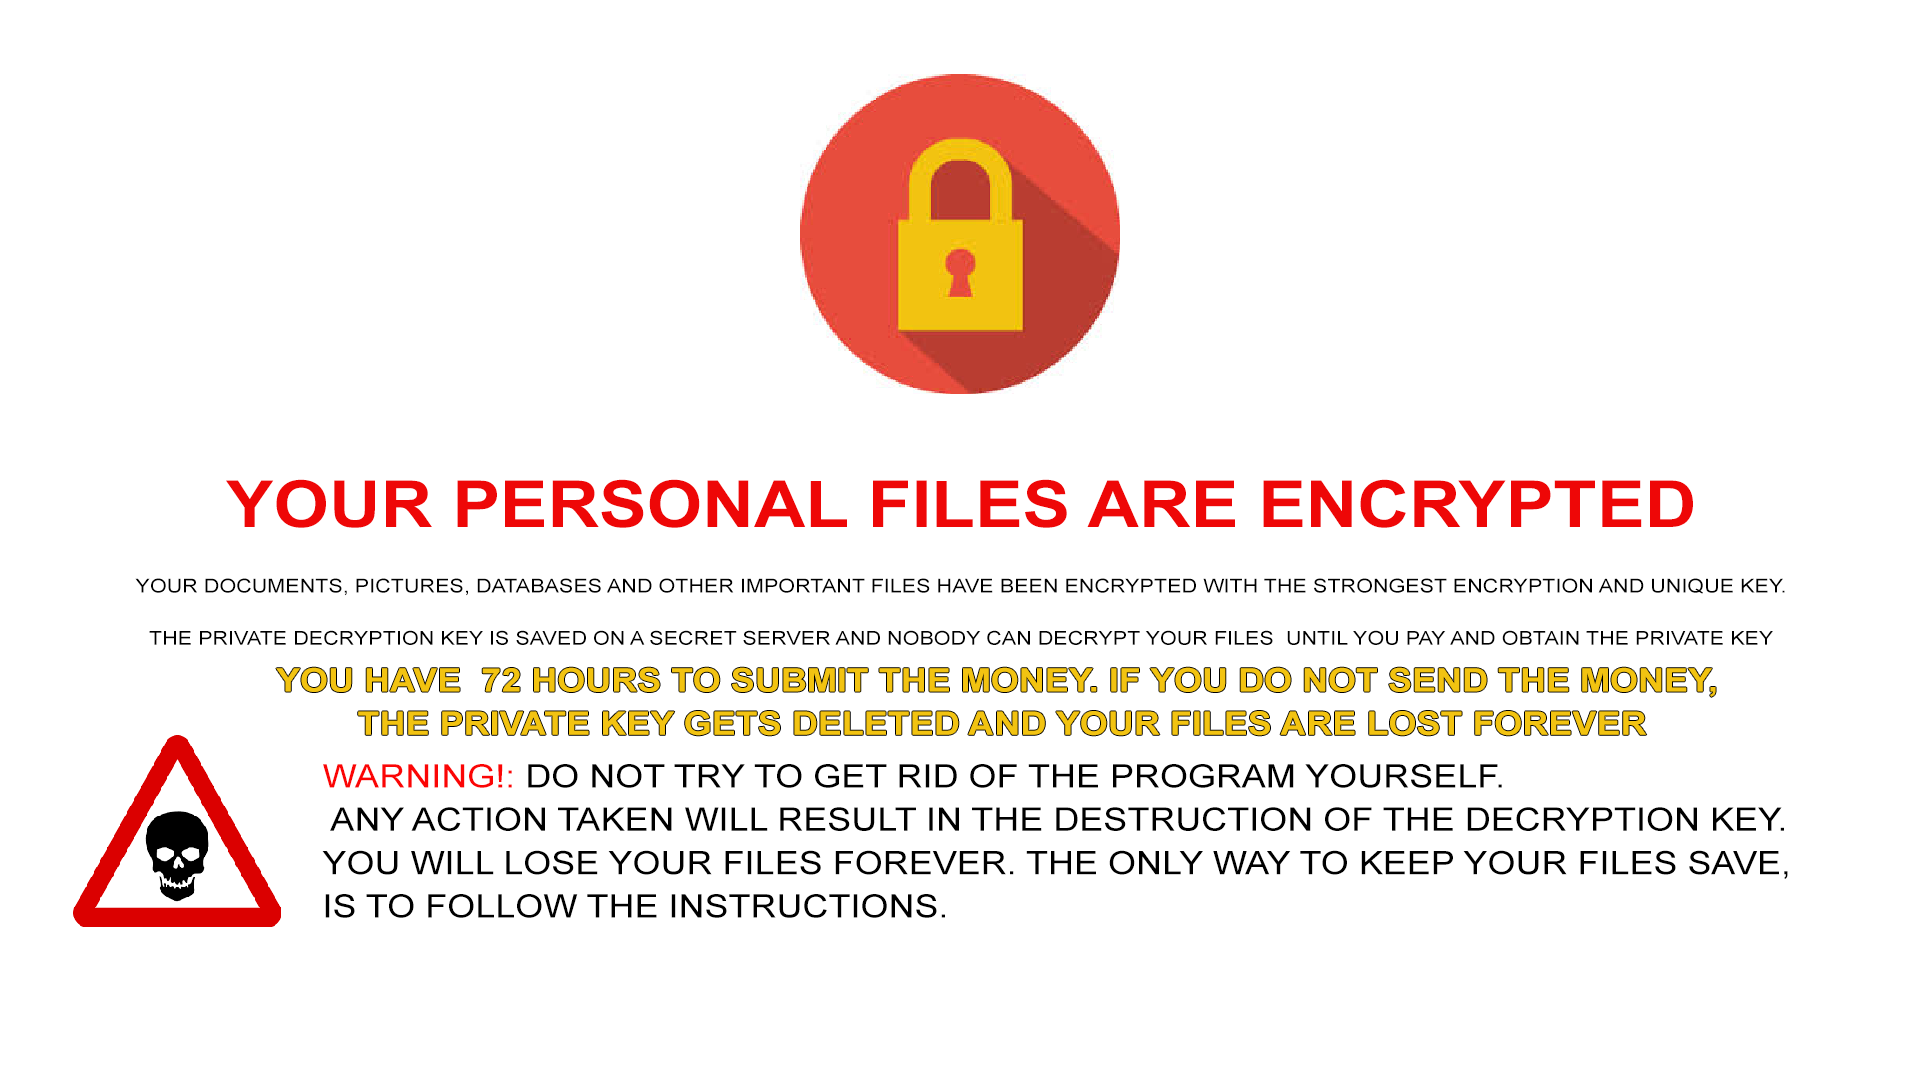 YOUR PERSONAL FILES ARE ENCRYPTED
YOUR DOCUMENTS, PICTURES, DATABASES AND OTHER IMPORTANT FILES HAVE BEEN ENCRYPTED WITH THE STRONGEST ENCRYPTION AND UNIQUE KEY.
THE PRIVATE DECRYPTION KEY IS SAVED ON A SECRET SERVER AND NOBODY CAN DECRYPT YOUR FILES  UNTIL YOU PAY AND OBTAIN THE PRIVATE KEY
YOU HAVE  72 HOURS TO SUBMIT THE MONEY. IF YOU DO NOT SEND THE MONEY,
THE PRIVATE KEY GETS DELETED AND YOUR FILES ARE LOST FOREVER
WARNING!: DO NOT TRY TO GET RID OF THE PROGRAM YOURSELF.
ANY ACTION TAKEN WILL RESULT IN THE DESTRUCTION OF THE DECRYPTION KEY.
YOU WILL LOSE YOUR FILES FOREVER. THE ONLY WAY TO KEEP YOUR FILES SAVE,
IS TO FOLLOW THE INSTRUCTIONS.